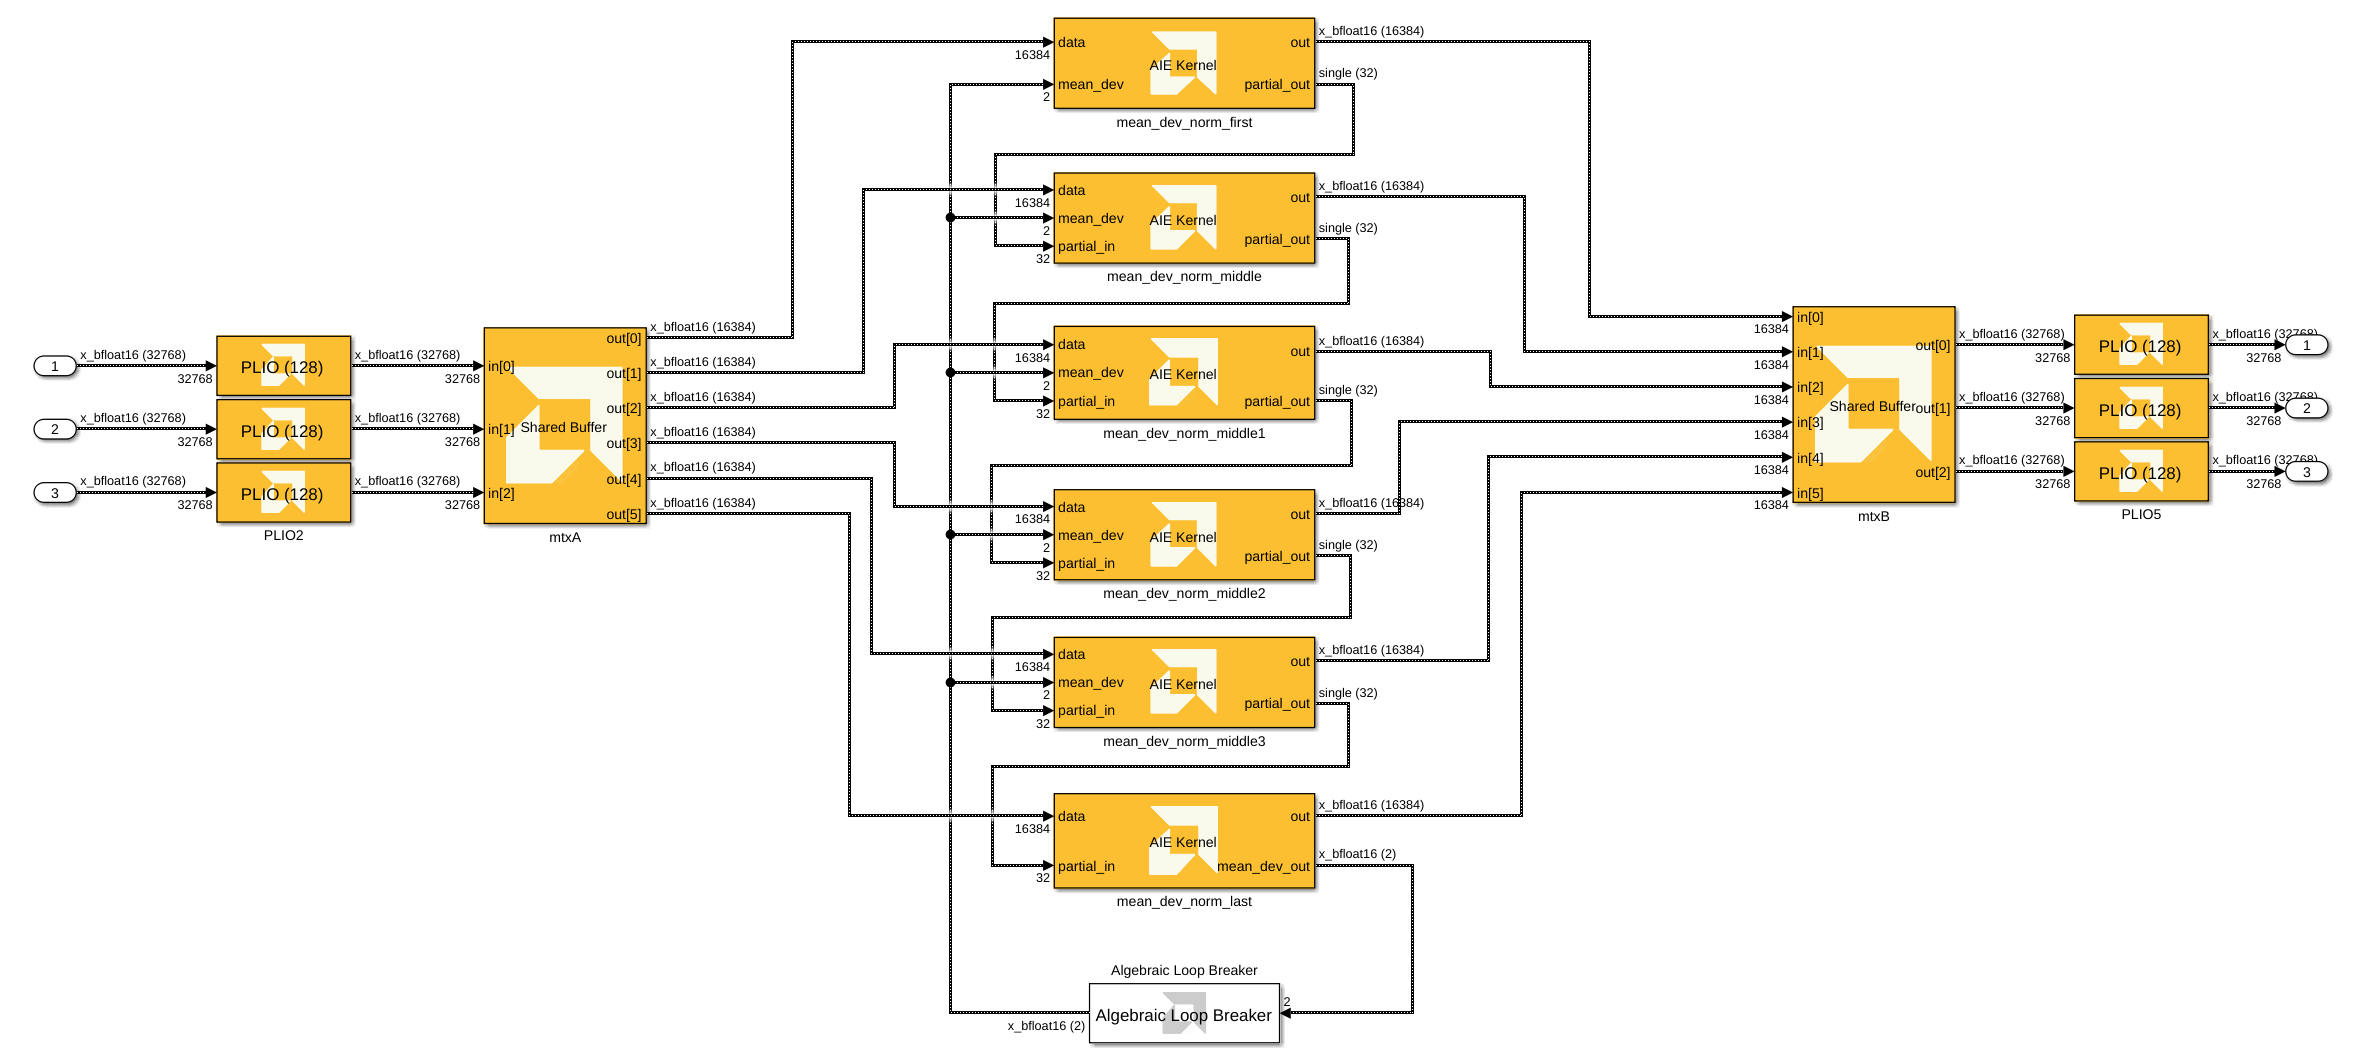 1
x_bfloat16 (32768)
32768
PLIO (128)
x_bfloat16 (32768)
32768
2
x_bfloat16 (32768)
32768
PLIO (128)
x_bfloat16 (32768)
32768
3
x_bfloat16 (32768)
32768
PLIO (128)
x_bfloat16 (32768)
32768
PLIO2
in[0]
in[1]
in[2]
Shared Buffer
out[0]
out[1]
out[2]
out[3]
out[4]
out[5]
mtxA
x_bfloat16 (16384)
x_bfloat16 (16384)
x_bfloat16 (16384)
x_bfloat16 (16384)
x_bfloat16 (16384)
x_bfloat16 (16384)
16384
2
data
mean_dev
AIE Kernel
out
partial_out
x_bfloat16 (16384)
single (32)
mean_dev_norm_first
16384
2
32
data
mean_dev
partial_in
AIE Kernel
out
partial_out
x_bfloat16 (16384)
single (32)
mean_dev_norm_middle
16384
2
32
data
mean_dev
partial_in
AIE Kernel
out
partial_out
x_bfloat16 (16384)
single (32)
mean_dev_norm_middle1
16384
2
32
data
mean_dev
partial_in
AIE Kernel
out
partial_out
x_bfloat16 (16384)
single (32)
mean_dev_norm_middle2
16384
2
32
data
mean_dev
partial_in
AIE Kernel
out
partial_out
x_bfloat16 (16384)
single (32)
mean_dev_norm_middle3
16384
32
data
partial_in
AIE Kernel
out
mean_dev_out
x_bfloat16 (16384)
x_bfloat16 (2)
mean_dev_norm_last
Algebraic Loop Breaker
Algebraic Loop Breaker
2
x_bfloat16 (2)
16384
16384
16384
16384
16384
16384
in[0]
in[1]
in[2]
in[3]
in[4]
in[5]
Shared Buffer
out[0]
out[1]
out[2]
mtxB
x_bfloat16 (32768)
32768
PLIO (128)
x_bfloat16 (32768)
32768
1
x_bfloat16 (32768)
32768
PLIO (128)
x_bfloat16 (32768)
32768
2
x_bfloat16 (32768)
32768
PLIO (128)
x_bfloat16 (32768)
32768
3
PLIO5